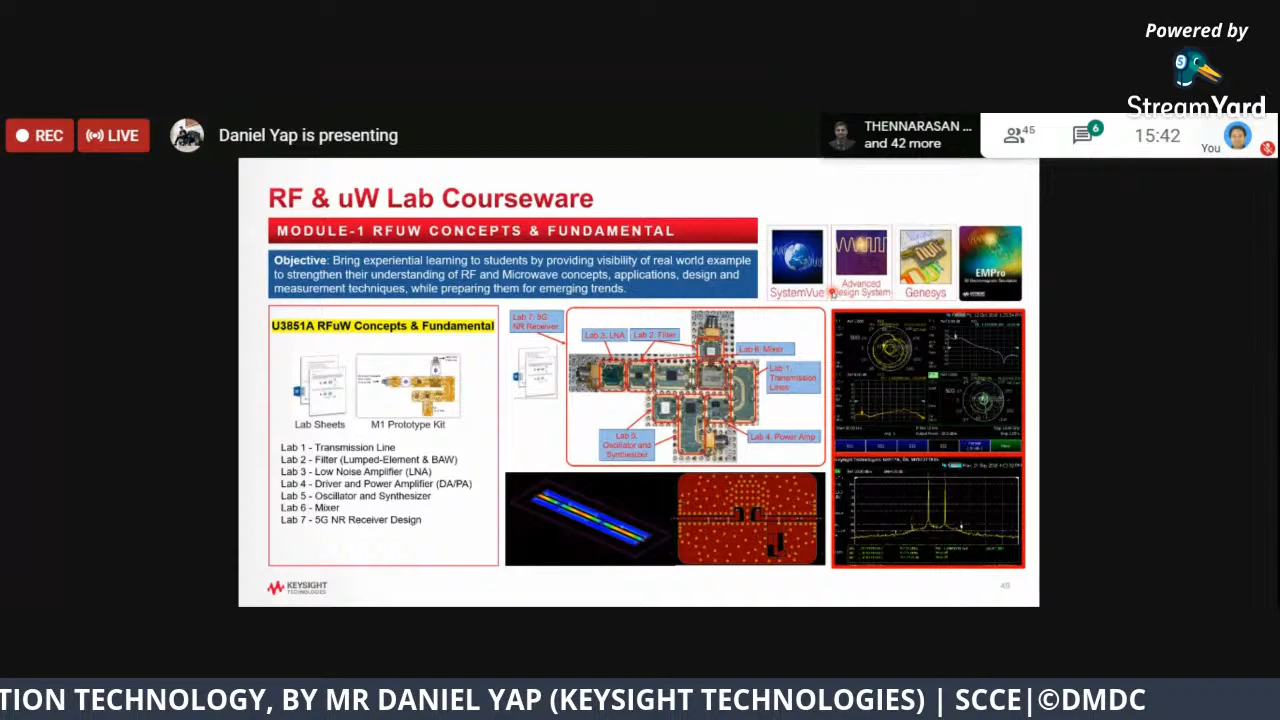 Powered by
StreamYard
REC
LIVE
Daniel Yap is presenting
THENNARASAN ...
and 42 more
45
6
15:42
You
RF & uW Lab Courseware
MODULE-1 RFUW CONCEPTS & FUNDAMENTAL
Objective: Bring experiential learning to students by providing visibility of real world example
to strengthen their understanding of RF and Microwave concepts, applications, design and
measurement techniques, while preparing them for emerging trends.
SystemVue
Advanced
Design System
Genesys
EMPro
U3851A RFuW Concepts & Fundamental
Lab Sheets
M1 Prototype Kit
Lab 1 - Transmission Line
Lab 2 - Filter (Lumped-Element & BAW)
Lab 3 - Low Noise Amplifier (LNA)
Lab 4 - Driver and Power Amplifier (DA/PA)
Lab 5 - Oscillator and Synthesizer
Lab 6 - Mixer
Lab 7 - 5G NR Receiver Design
Lab 7: 5G
NR Receiver
Lab 3: LNA
Lab 2: Filter
Lab 6: Mixer
Lab 1:
Transmission
Lines
Lab 5:
Oscillator and
Synthesizer
Lab 4: Power Amp
KEYSIGHT
TECHNOLOGIES
TION TECHNOLOGY, BY MR DANIEL YAP (KEYSIGHT TECHNOLOGIES) | SCCE|©DMDC